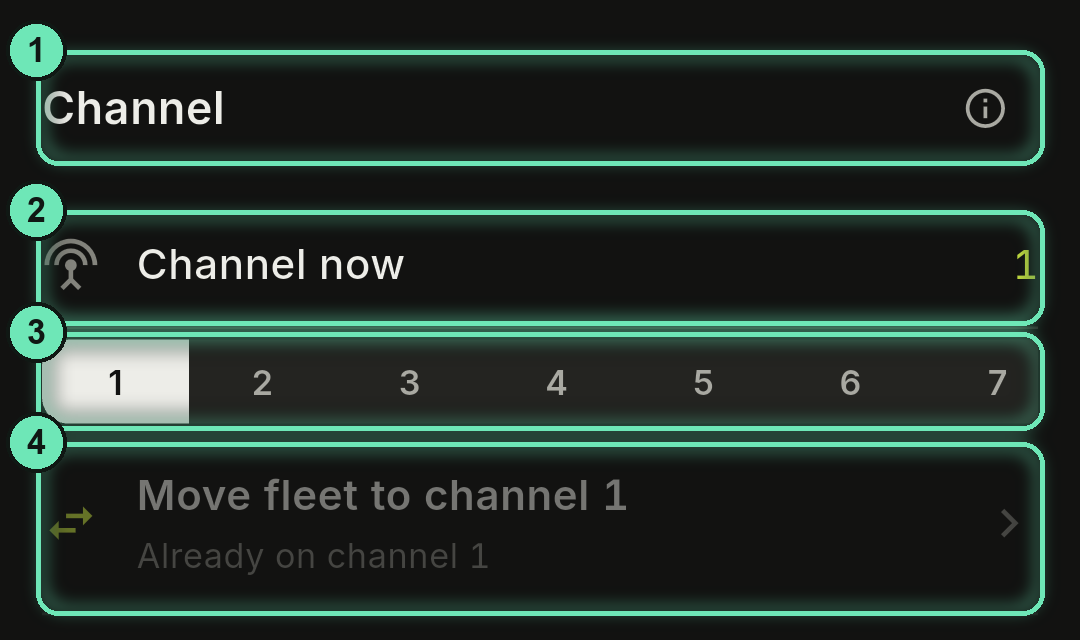 1
Channel
2
Channel now
1
3
1 2 3 4 5 6 7
4
Move fleet to channel 1
Already on channel 1